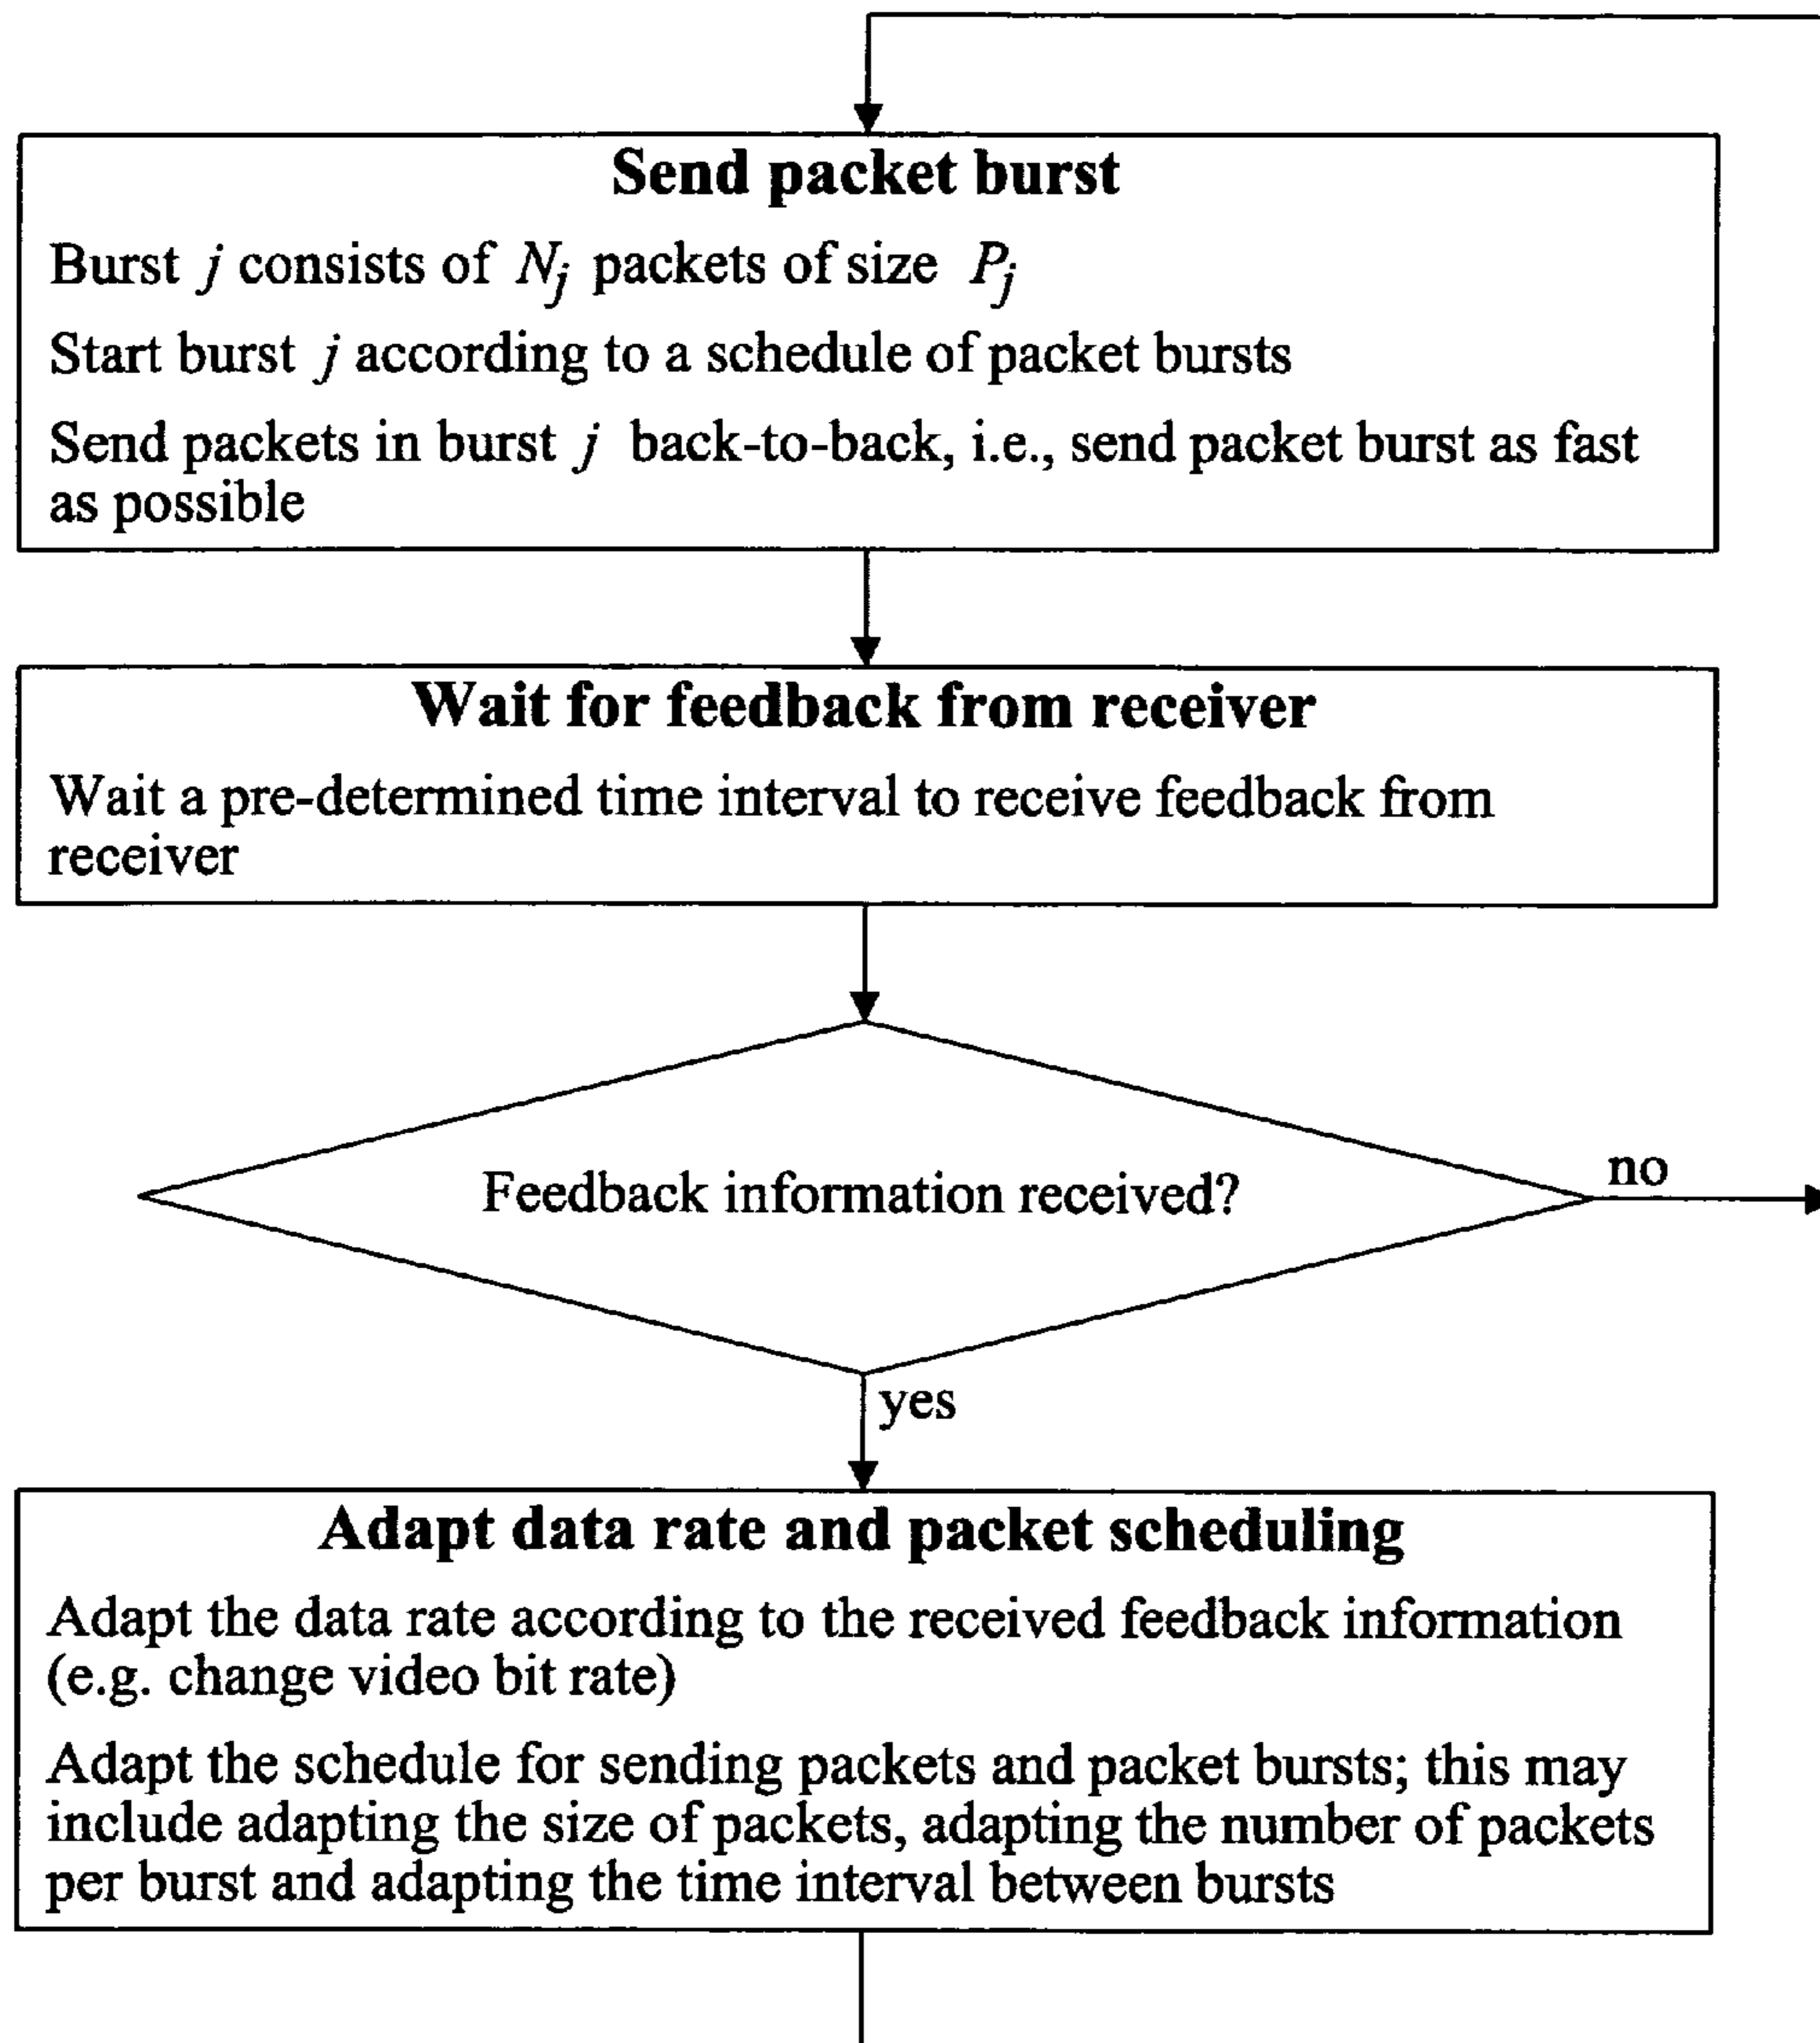 Send packet burst
Burst j consists of Nj packets of size Pj
Start burst j according to a schedule of packet bursts
Send packets in burst j back-to-back, i.e., send packet burst as fast
as possible
Wait for feedback from receiver
Wait a pre-determined time interval to receive feedback from
receiver
Feedback information received?
no
yes
Adapt data rate and packet scheduling
Adapt the data rate according to the received feedback information
(e.g. change video bit rate)
Adapt the schedule for sending packets and packet bursts; this may
include adapting the size of packets, adapting the number of packets
per burst and adapting the time interval between bursts